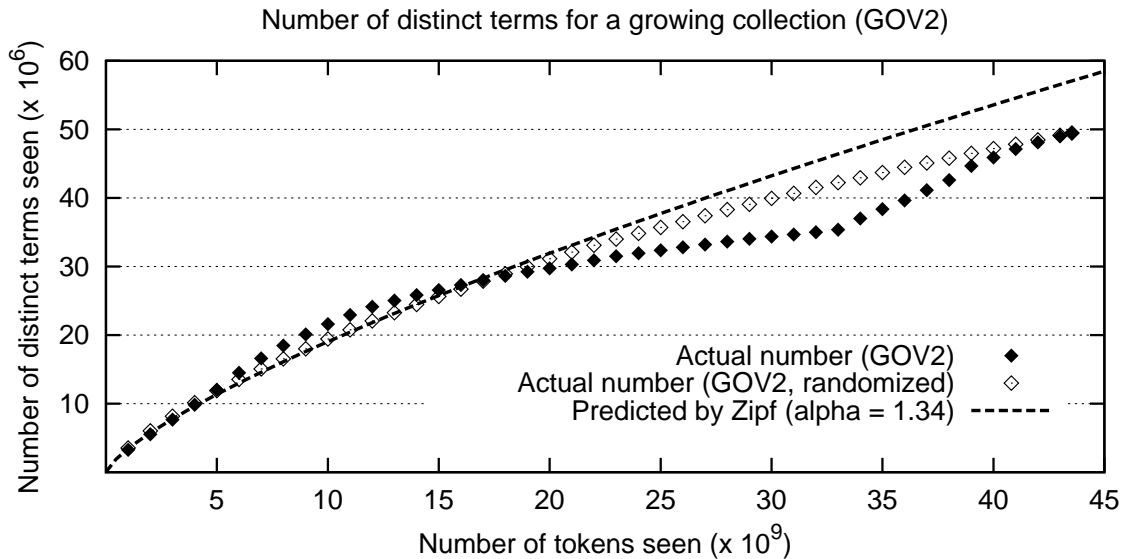 Number of distinct terms for a growing collection (GOV2)
Number of distinct terms seen (x 10^6)
60
50
40
30
20
10
Actual number (GOV2)
Actual number (GOV2, randomized)
Predicted by Zipf (alpha = 1.34)
5 10 15 20 25 30 35 40 45
Number of tokens seen (x 10^9)